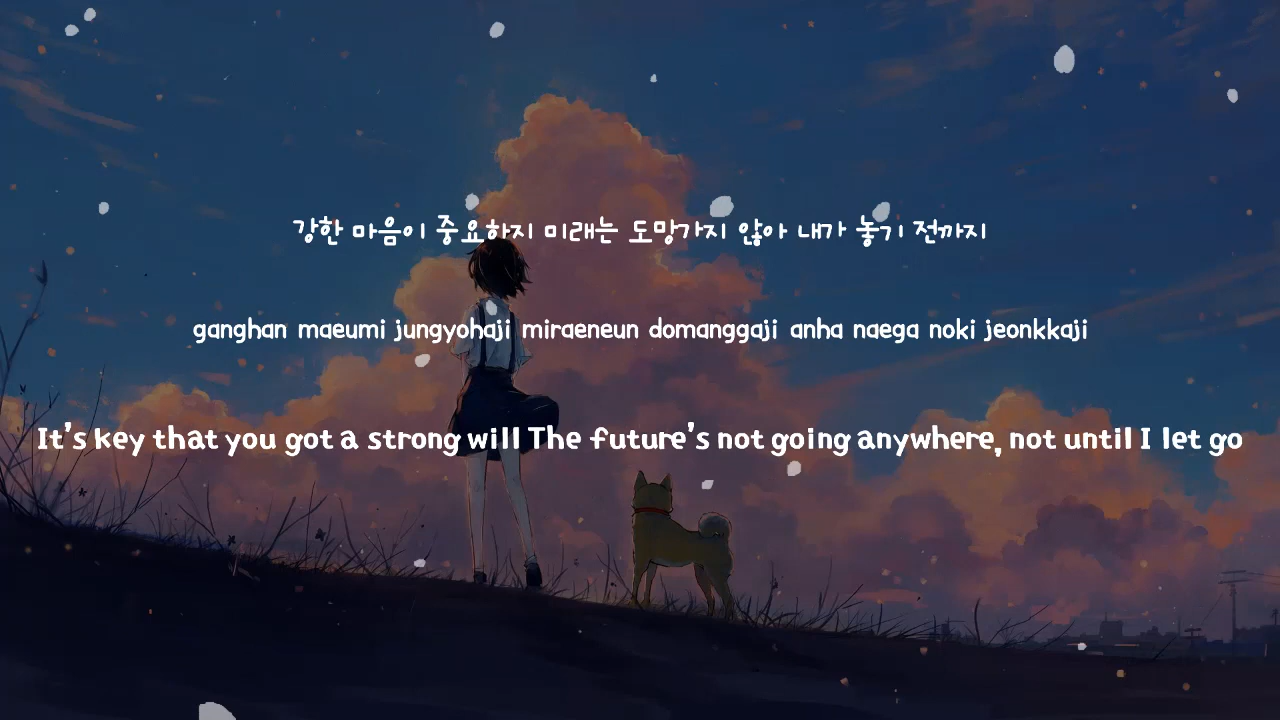 강한 마음이 중요하지 미래는 도망가지 않아 내가 놓기 전까지
ganghan maeumi jungyohaji miraeneun domanggaji anha naega noki jeonkkaji
It's key that you got a strong will The future's not going anywhere, not until I let go